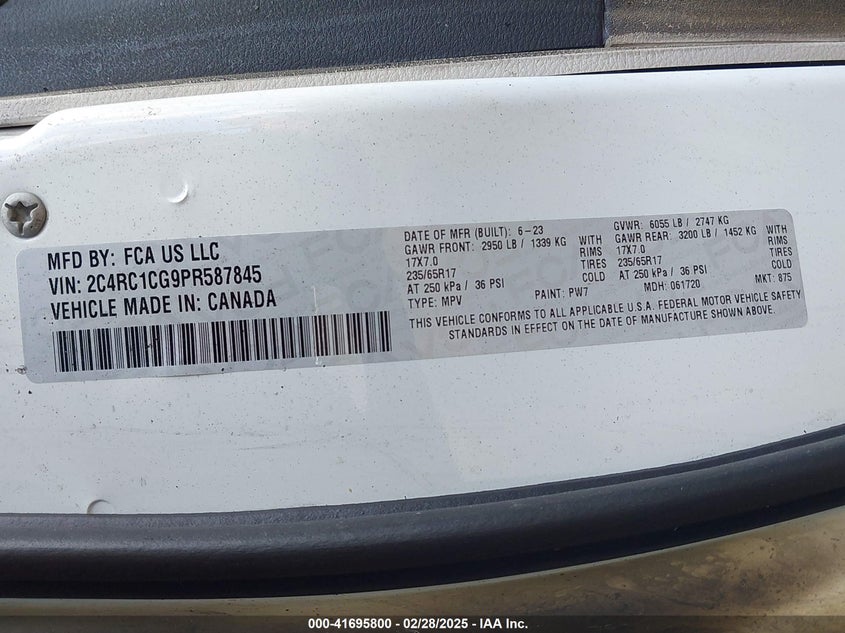 MFD BY: FCA US LLC
VIN: 2C4RC1CG9PR587845
VEHICLE MADE IN: CANADA
DATE OF MFR (BUILT): 6-23 GVWR: 6055 LB / 2747 KG
GAWR FRONT: 2950 LB / 1339 KG WITH GAWR REAR: 3200 LB / 1452 KG WITH
17X7.0 RIMS 17X7.0 RIMS
235/65R17 TIRES 235/65R17 TIRES
AT 250 kPa / 36 PSI COLD AT 250 kPa / 36 PSI COLD
TYPE: MPV PAINT: PW7 MDH: 061720 MKT: 875
THIS VEHICLE CONFORMS TO ALL APPLICABLE U.S.A. FEDERAL MOTOR VEHICLE SAFETY
STANDARDS IN EFFECT ON THE DATE OF MANUFACTURE SHOWN ABOVE.
000-41695800 - 02/28/2025 - IAA Inc.